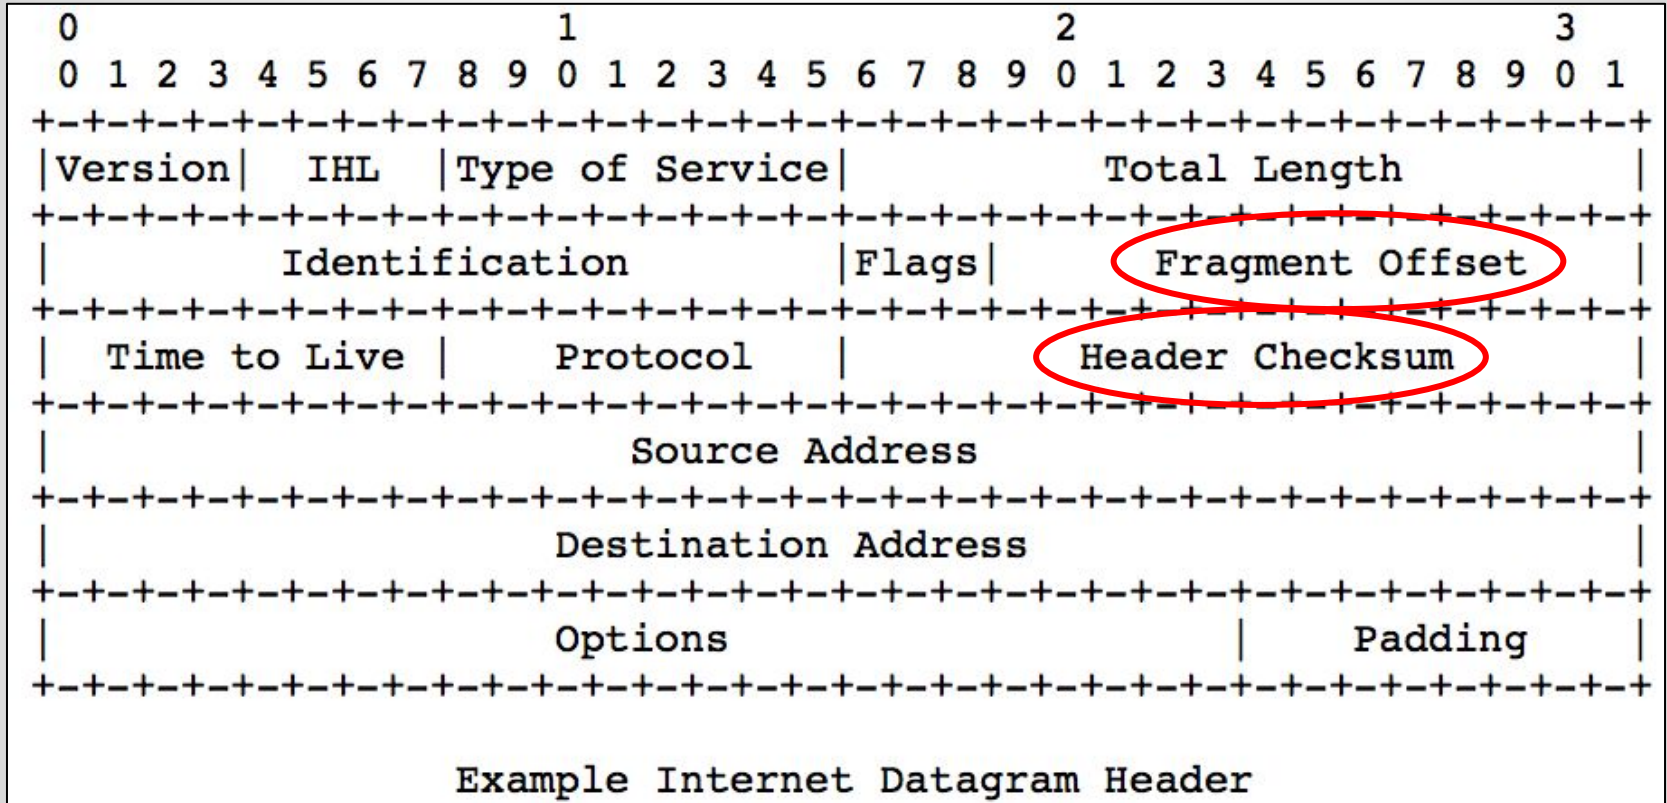 0                   1                   2                   3
 0 1 2 3 4 5 6 7 8 9 0 1 2 3 4 5 6 7 8 9 0 1 2 3 4 5 6 7 8 9 0 1
+-+-+-+-+-+-+-+-+-+-+-+-+-+-+-+-+-+-+-+-+-+-+-+-+-+-+-+-+-+-+-+-+
|Version|  IHL  |Type of Service|          Total Length         |
+-+-+-+-+-+-+-+-+-+-+-+-+-+-+-+-+-+-+-+-+-+-+-+-+-+-+-+-+-+-+-+-+
|         Identification        |Flags|      Fragment Offset    |
+-+-+-+-+-+-+-+-+-+-+-+-+-+-+-+-+-+-+-+-+-+-+-+-+-+-+-+-+-+-+-+-+
|  Time to Live |    Protocol   |         Header Checksum       |
+-+-+-+-+-+-+-+-+-+-+-+-+-+-+-+-+-+-+-+-+-+-+-+-+-+-+-+-+-+-+-+-+
|                       Source Address                          |
+-+-+-+-+-+-+-+-+-+-+-+-+-+-+-+-+-+-+-+-+-+-+-+-+-+-+-+-+-+-+-+-+
|                    Destination Address                        |
+-+-+-+-+-+-+-+-+-+-+-+-+-+-+-+-+-+-+-+-+-+-+-+-+-+-+-+-+-+-+-+-+
|                    Options                    |    Padding    |
+-+-+-+-+-+-+-+-+-+-+-+-+-+-+-+-+-+-+-+-+-+-+-+-+-+-+-+-+-+-+-+-+
Example Internet Datagram Header